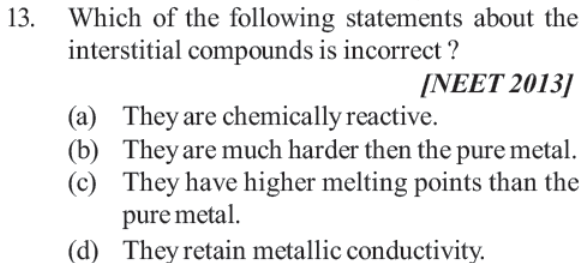 13. Which of the following statements about the
interstitial compounds is incorrect ?
[NEET 2013]
(a) They are chemically reactive.
(b) They are much harder then the pure metal.
(c) They have higher melting points than the
pure metal.
(d) They retain metallic conductivity.